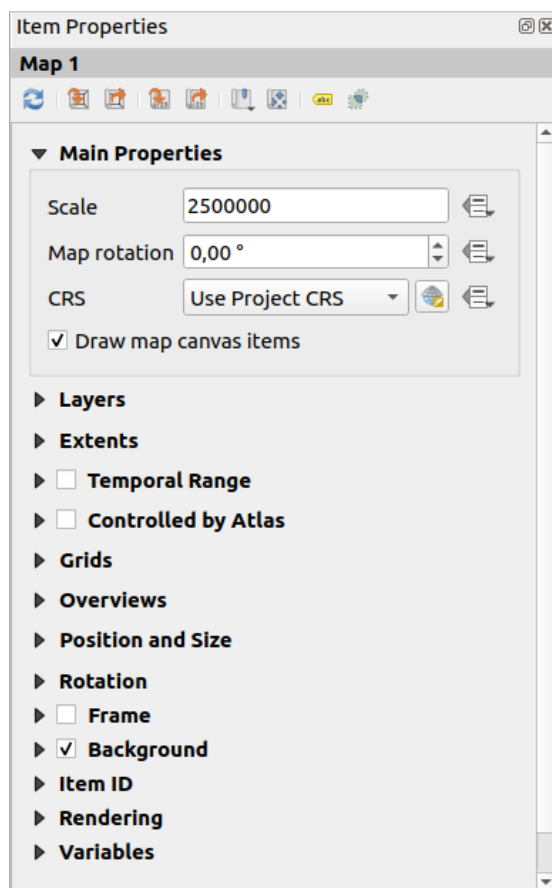 Item Properties
Map 1
Main Properties
Scale 2500000
Map rotation 0,00 °
CRS Use Project CRS
Draw map canvas items
Layers
Extents
Temporal Range
Controlled by Atlas
Grids
Overviews
Position and Size
Rotation
Frame
Background
Item ID
Rendering
Variables